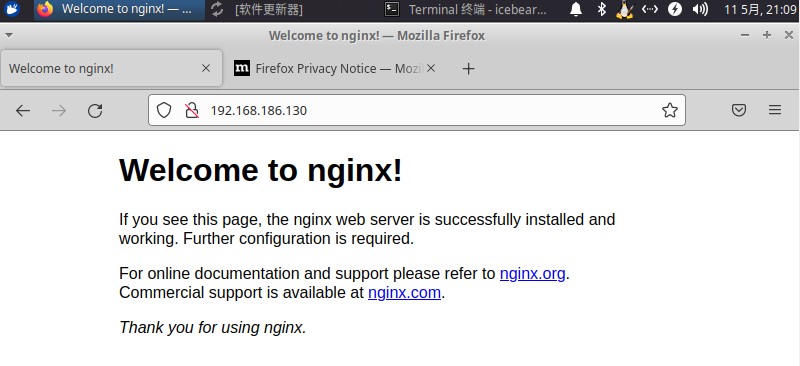 Welcome to nginx! — ...
[软件更新器]
Terminal 终端 - icebear...
11 5月, 21:09
Welcome to nginx! — Mozilla Firefox
Welcome to nginx!
m
Firefox Privacy Notice — Mozil
192.168.186.130
Welcome to nginx!
If you see this page, the nginx web server is successfully installed and
working. Further configuration is required.
For online documentation and support please refer to nginx.org.
Commercial support is available at nginx.com.
Thank you for using nginx.